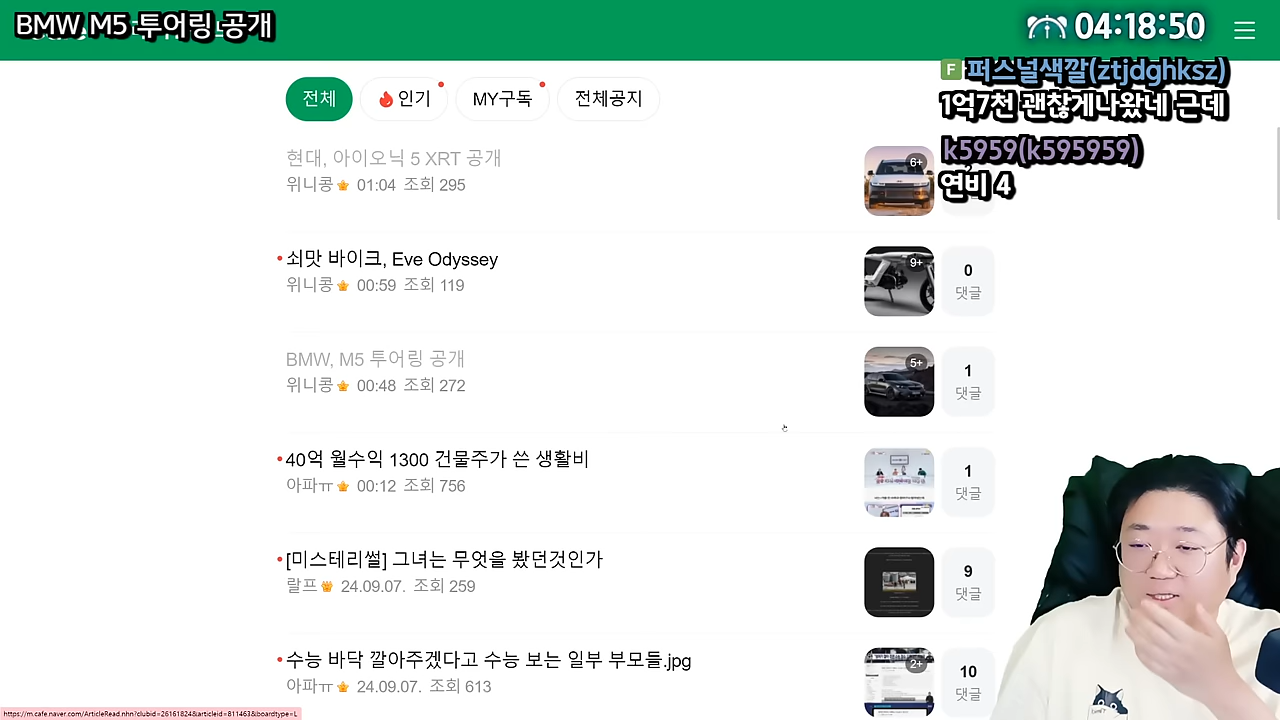 BMW M5 투어링 공개
04:18:50
전체
인기
MY구독
전체공지
F 퍼스널색깔(ztjdghksz)
1억7천 괜찮게나왔네 근데
k5959(k595959)
연비 4
현대, 아이오닉 5 XRT 공개
위니콩 01:04 조회 295
6+
쇠맛 바이크, Eve Odyssey
위니콩 00:59 조회 119
9+
0
댓글
BMW, M5 투어링 공개
위니콩 00:48 조회 272
5+
1
댓글
40억 월수익 1300 건물주가 쓴 생활비
아파ㅠ 00:12 조회 756
1
댓글
[미스테리썰] 그녀는 무엇을 봤던것인가
랄프 24.09.07. 조회 259
9
댓글
수능 바닥 깔아주겠다고 수능 보는 일부 부모들.jpg
아파ㅠ 24.09.07. 조회 613
2+
10
댓글